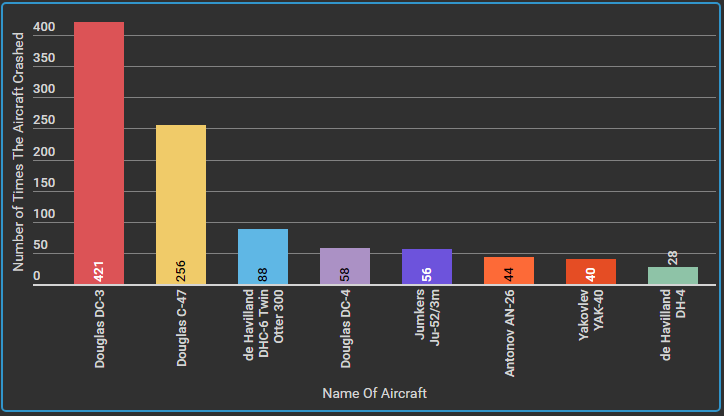 Number of Times The Aircraft Crashed
400
350
300
250
200
150
100
50
0
421
256
88
58
56
44
40
28
Douglas DC-3
Douglas C-47
de Havilland
DHC-6 Twin
Otter 300
Douglas DC-4
Jumkers
Ju-52/3m
Antonov AN-26
Yakovlev
YAK-40
de Havilland
DH-4
Name Of Aircraft